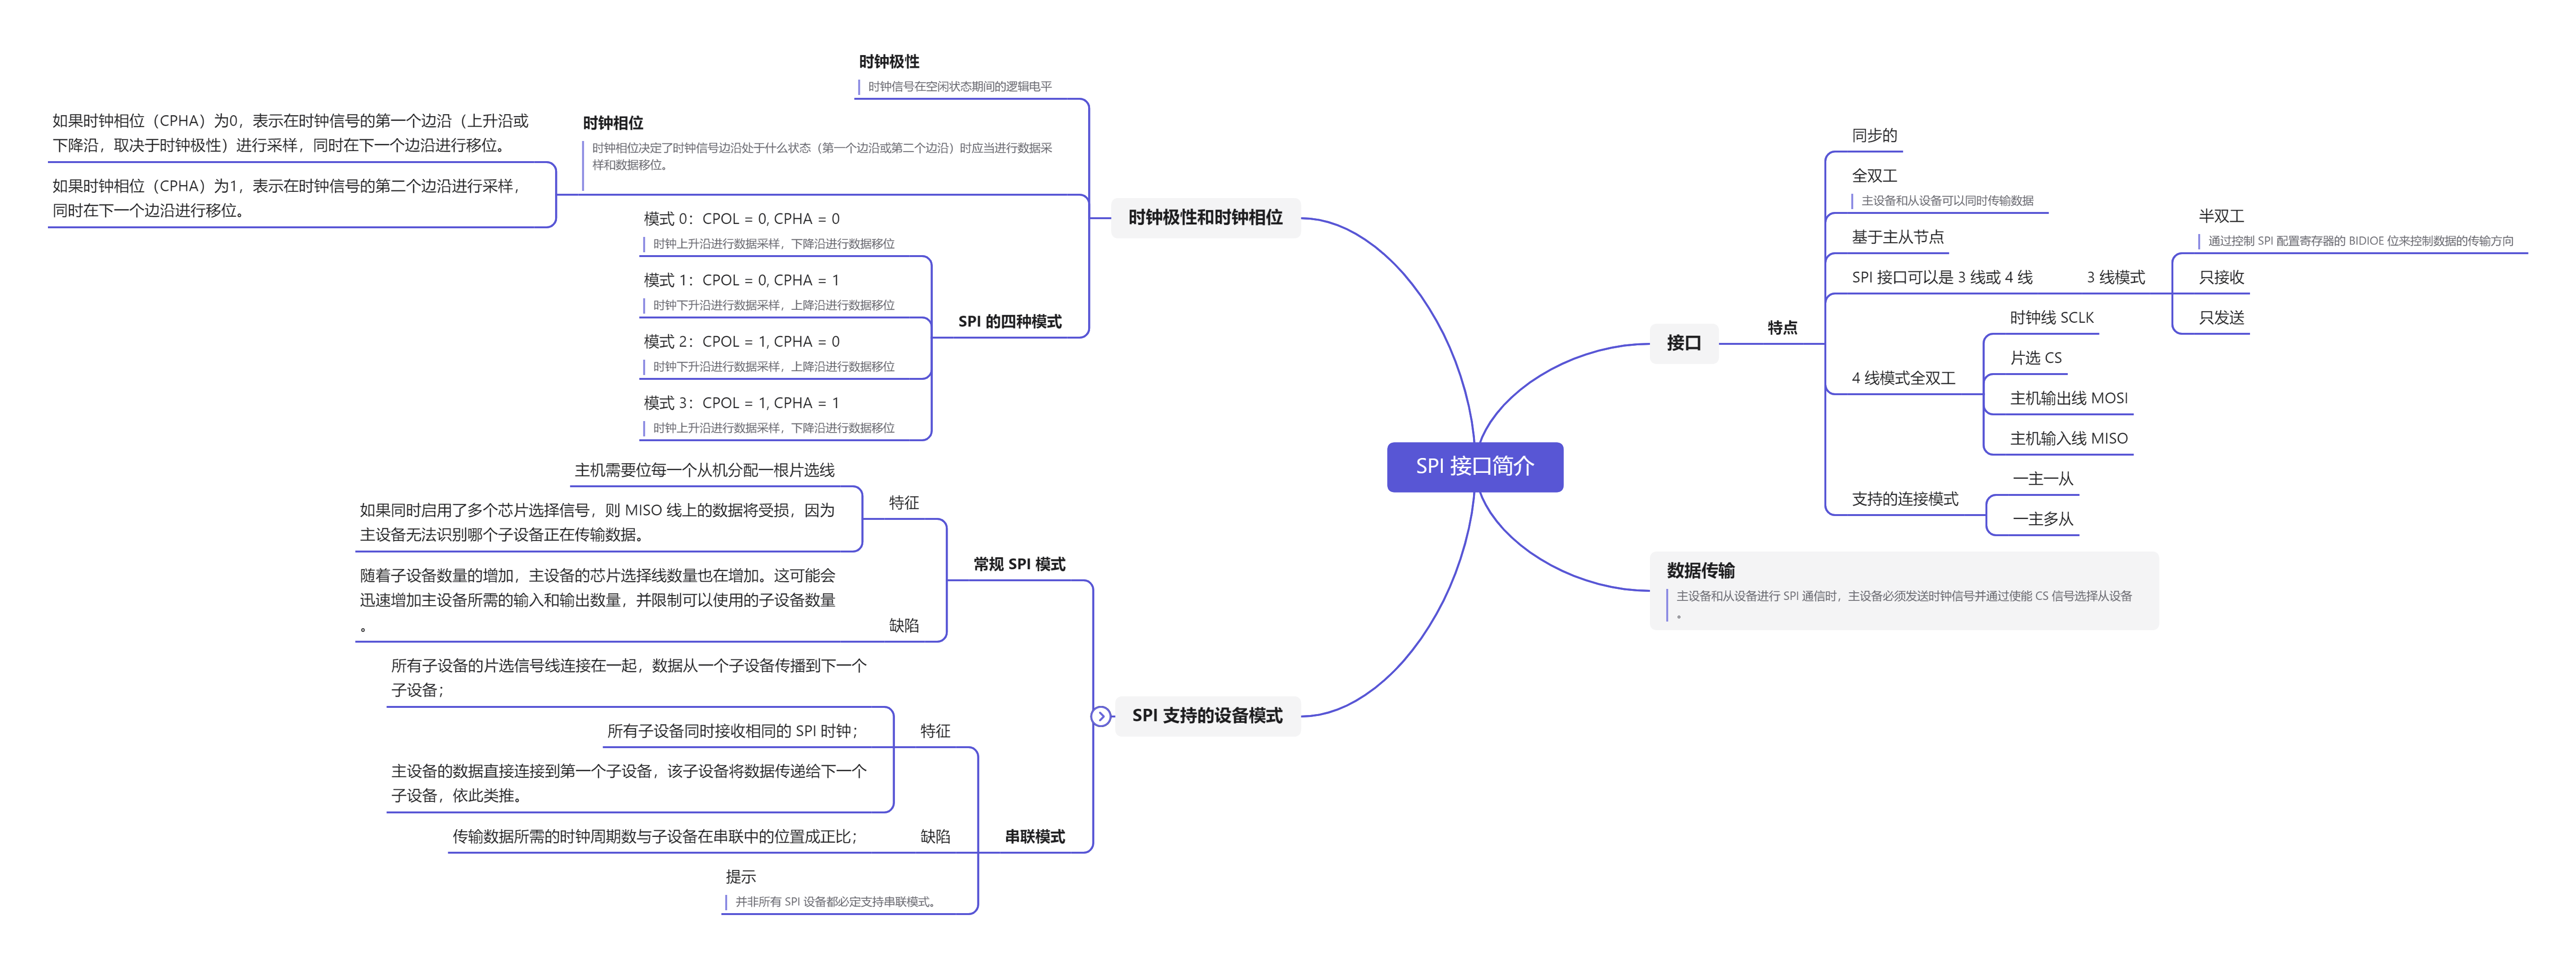 SPI 接口简介
接口
特点
同步的
全双工
主设备和从设备可以同时传输数据
基于主从节点
SPI 接口可以是 3 线或 4 线
3 线模式
半双工
通过控制 SPI 配置寄存器的 BIDIOE 位来控制数据的传输方向
只接收
只发送
4 线模式全双工
时钟线 SCLK
片选 CS
主机输出线 MOSI
主机输入线 MISO
支持的连接模式
一主一从
一主多从
数据传输
主设备和从设备进行 SPI 通信时，主设备必须发送时钟信号并通过使能 CS 信号选择从设备
。
时钟极性和时钟相位
时钟极性
时钟信号在空闲状态期间的逻辑电平
时钟相位
时钟相位决定了时钟信号边沿处于什么状态（第一个边沿或第二个边沿）时应当进行数据采
样和数据移位。
如果时钟相位（CPHA）为0，表示在时钟信号的第一个边沿（上升沿或
下降沿，取决于时钟极性）进行采样，同时在下一个边沿进行移位。
如果时钟相位（CPHA）为1，表示在时钟信号的第二个边沿进行采样，
同时在下一个边沿进行移位。
SPI 的四种模式
模式 0：CPOL = 0, CPHA = 0
时钟上升沿进行数据采样，下降沿进行数据移位
模式 1：CPOL = 0, CPHA = 1
时钟下升沿进行数据采样，上降沿进行数据移位
模式 2：CPOL = 1, CPHA = 0
时钟下升沿进行数据采样，上降沿进行数据移位
模式 3：CPOL = 1, CPHA = 1
时钟上升沿进行数据采样，下降沿进行数据移位
SPI 支持的设备模式
常规 SPI 模式
特征
主机需要位每一个从机分配一根片选线
如果同时启用了多个芯片选择信号，则 MISO 线上的数据将受损，因为
主设备无法识别哪个子设备正在传输数据。
缺陷
随着子设备数量的增加，主设备的芯片选择线数量也在增加。这可能会
迅速增加主设备所需的输入和输出数量，并限制可以使用的子设备数量
。
串联模式
特征
所有子设备的片选信号线连接在一起，数据从一个子设备传播到下一个
子设备；
所有子设备同时接收相同的 SPI 时钟；
主设备的数据直接连接到第一个子设备，该子设备将数据传递给下一个
子设备，依此类推。
缺陷
传输数据所需的时钟周期数与子设备在串联中的位置成正比；
提示
并非所有 SPI 设备都必定支持串联模式。